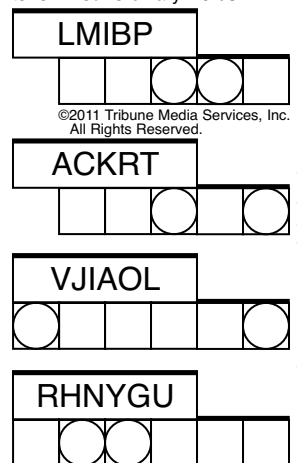 LMIBP
©2011 Tribune Media Services, Inc.
All Rights Reserved.
ACKRT
VJIAOL
RHNYGU